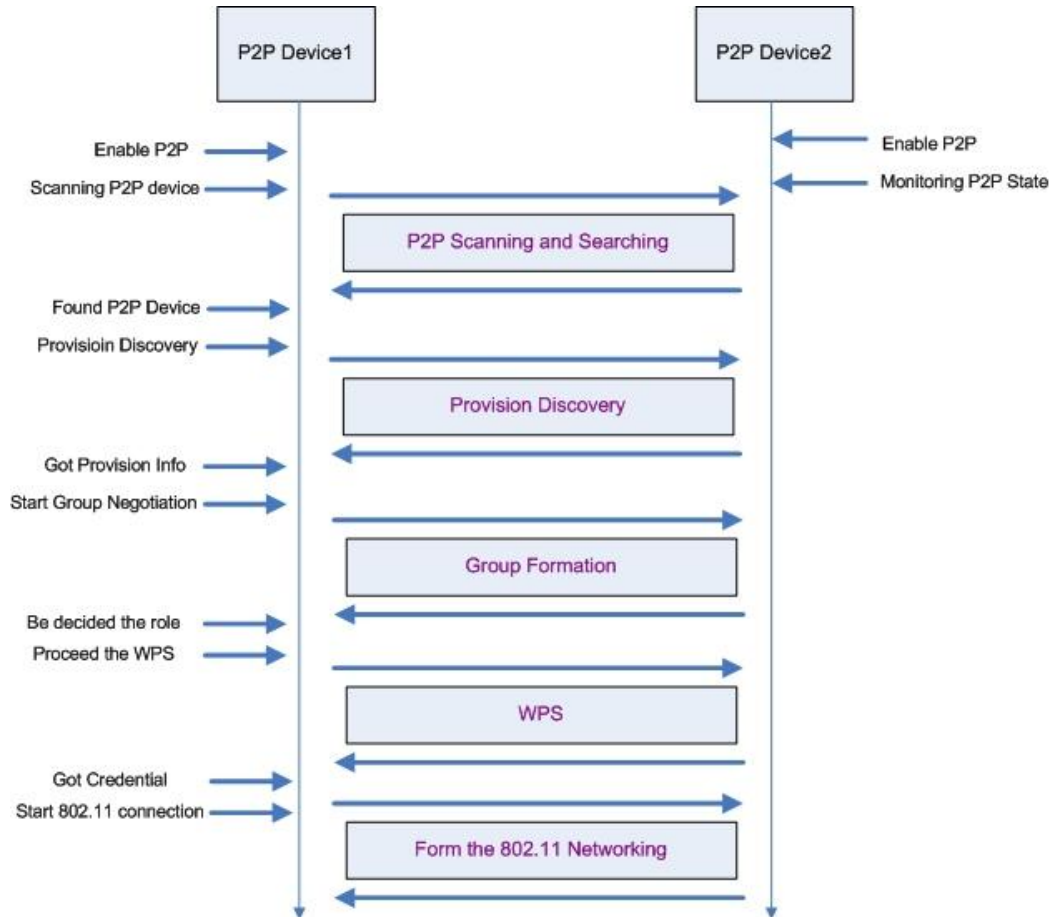 P2P Device1
P2P Device2
Enable P2P
Enable P2P
Scanning P2P device
Monitoring P2P State
P2P Scanning and Searching
Found P2P Device
Provisioin Discovery
Provision Discovery
Got Provision Info
Start Group Negotiation
Group Formation
Be decided the role
Proceed the WPS
WPS
Got Credential
Start 802.11 connection
Form the 802.11 Networking